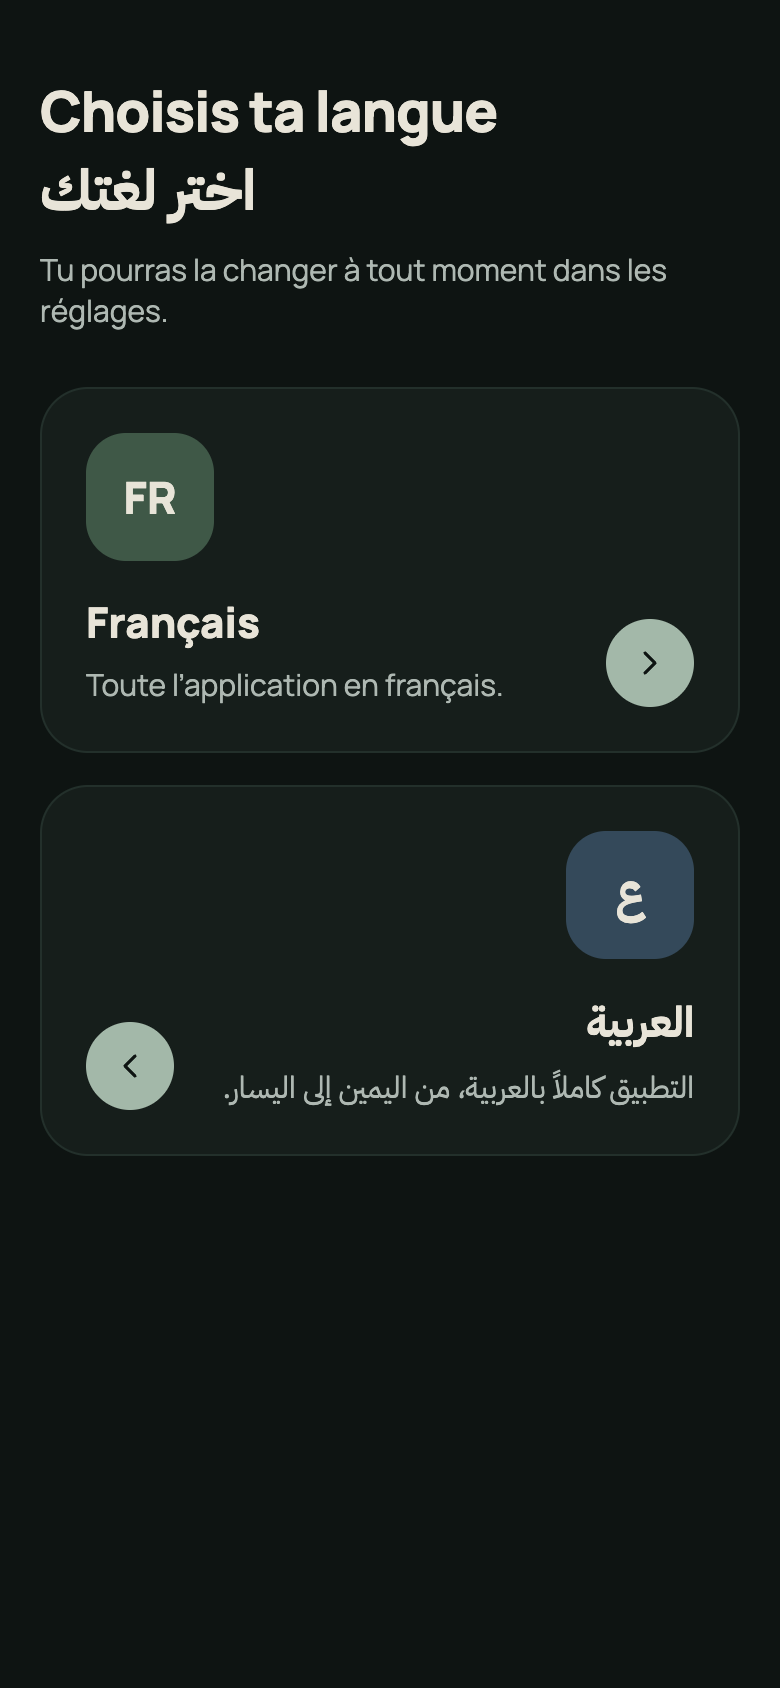 Choisis ta langue
اختر لغتك
Tu pourras la changer à tout moment dans les
réglages.
FR
Français
Toute l’application en français.
ع
العربية
التطبيق كاملاً بالعربية، من اليمين إلى اليسار.